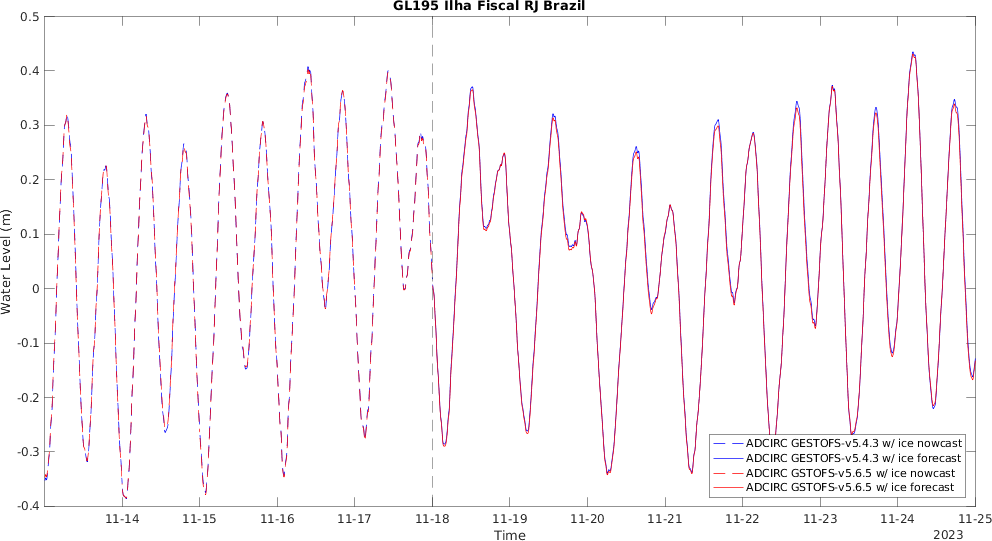 GL195 Ilha Fiscal RJ Brazil
0.5
0.4
0.3
0.2
0.1
0
-0.1
-0.2
-0.3
-0.4
Water Level (m)
ADCIRC GESTOFS-v5.4.3 w/ ice nowcast
ADCIRC GESTOFS-v5.4.3 w/ ice forecast
ADCIRC GSTOFS-v5.6.5 w/ ice nowcast
ADCIRC GSTOFS-v5.6.5 w/ ice forecast
11-14 11-15 11-16 11-17 11-18 11-19 11-20 11-21 11-22 11-23 11-24 11-25
Time
2023